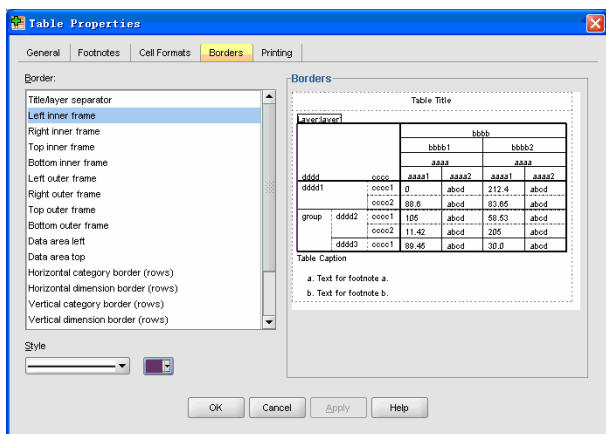 Table Properties
General Footnotes Cell Formats Borders Printing
Border:
Title/layer separator
Left inner frame
Right inner frame
Top inner frame
Bottom inner frame
Left outer frame
Right outer frame
Top outer frame
Bottom outer frame
Data area left
Data area top
Horizontal category border (rows)
Horizontal dimension border (rows)
Vertical category border (rows)
Vertical dimension border (rows)
Style
Borders
Table Title
Layer:layer1
bbbb
bbbb1 bbbb2
aaaa aaaa
dddd cccc aaaa1 aaaa2 aaaa1 aaaa2
dddd1 cccc1 0 abcd 212.4 abcd
cccc2 88.6 abcd 83.65 abcd
group dddd2 cccc1 105 abcd 58.53 abcd
cccc2 11.42 abcd 205 abcd
dddd3 cccc1 89.45 abcd 30.0 abcd
Table Caption
a. Text for footnote a.
b. Text for footnote b.
OK Cancel Apply Help